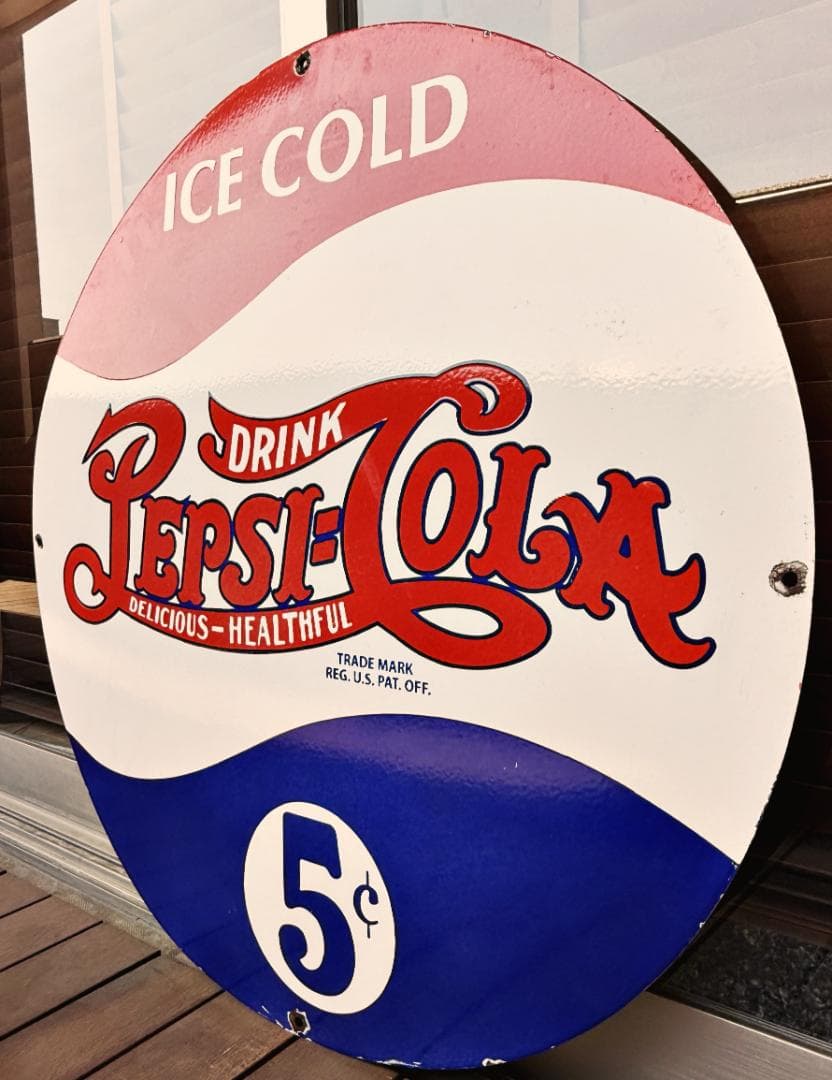 ICE COLD
DRINK
PEPSI=COLA
DELICIOUS-HEALTHFUL
TRADE MARK
REG. U.S. PAT. OFF.
5¢